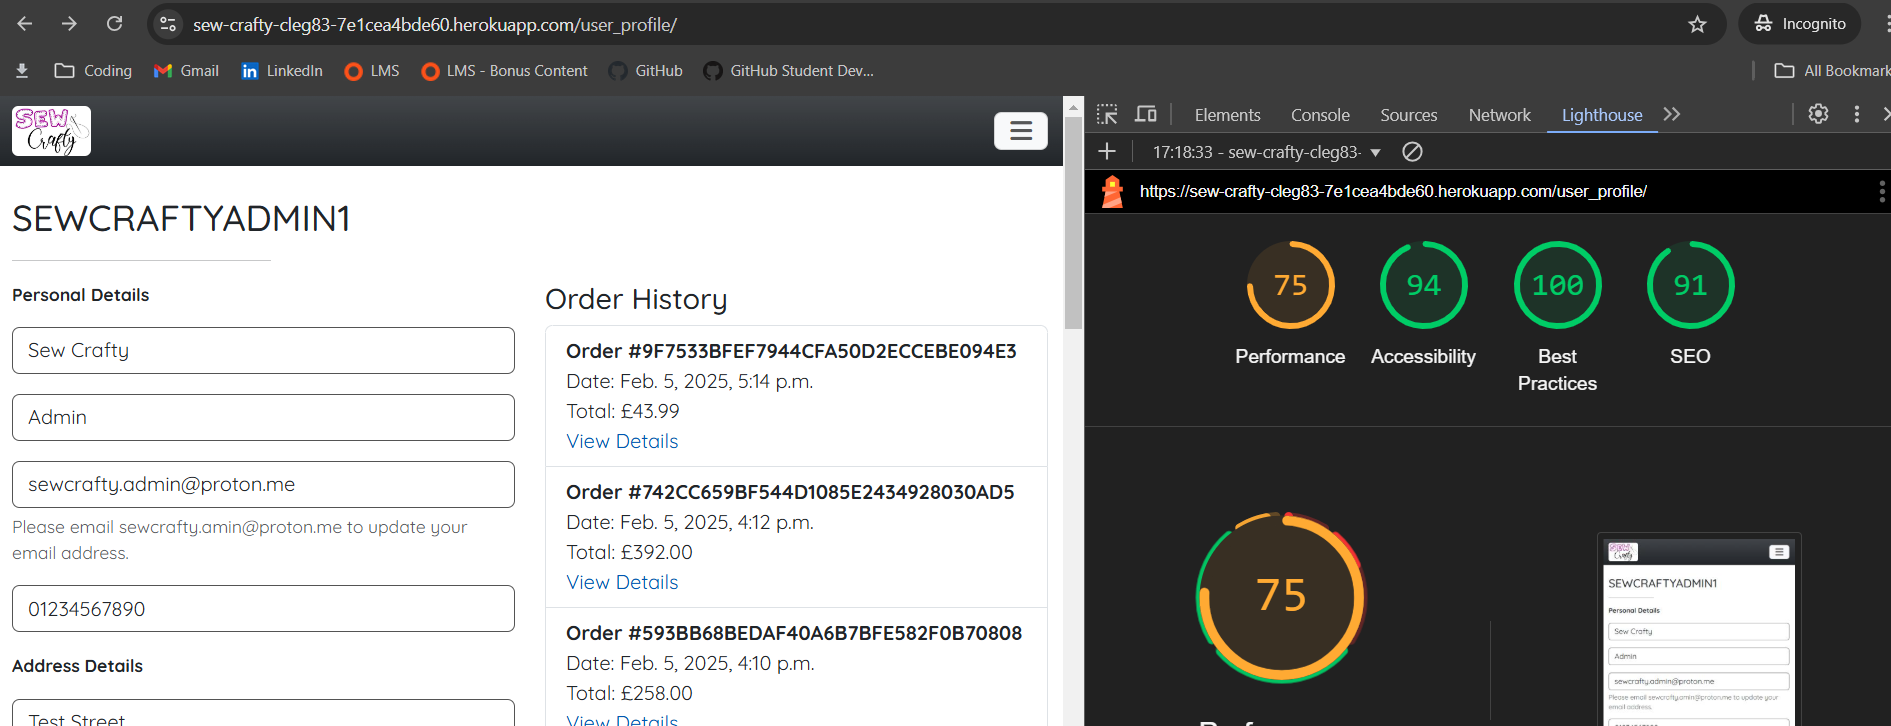 sew-crafty-cleg83-7e1cea4bde60.herokuapp.com/user_profile/
Incognito
Coding
Gmail
LinkedIn
LMS
LMS - Bonus Content
GitHub
GitHub Student Dev...
All Bookmark
SEW
Crafty
SEWCRAFTYADMIN1
Personal Details
Sew Crafty
Admin
sewcrafty.admin@proton.me
Please email sewcrafty.amin@proton.me to update your
email address.
01234567890
Address Details
Test Street
Order History
Order #9F7533BFEF7944CFA50D2ECCEBE094E3
Date: Feb. 5, 2025, 5:14 p.m.
Total: £43.99
View Details
Order #742CC659BF544D1085E2434928030AD5
Date: Feb. 5, 2025, 4:12 p.m.
Total: £392.00
View Details
Order #593BB68BEDAF40A6B7BFE582F0B70808
Date: Feb. 5, 2025, 4:10 p.m.
Total: £258.00
View Details
Elements
Console
Sources
Network
Lighthouse
17:18:33 - sew-crafty-cleg83-
https://sew-crafty-cleg83-7e1cea4bde60.herokuapp.com/user_profile/
75
Performance
94
Accessibility
100
Best
Practices
91
SEO
75
SEW
Crafty
SEWCRAFTYADMIN1
Personal Details
Sew Crafty
Admin
sewcrafty.admin@proton.me
Please email sewcrafty.amin@proton.me to update your
email address.